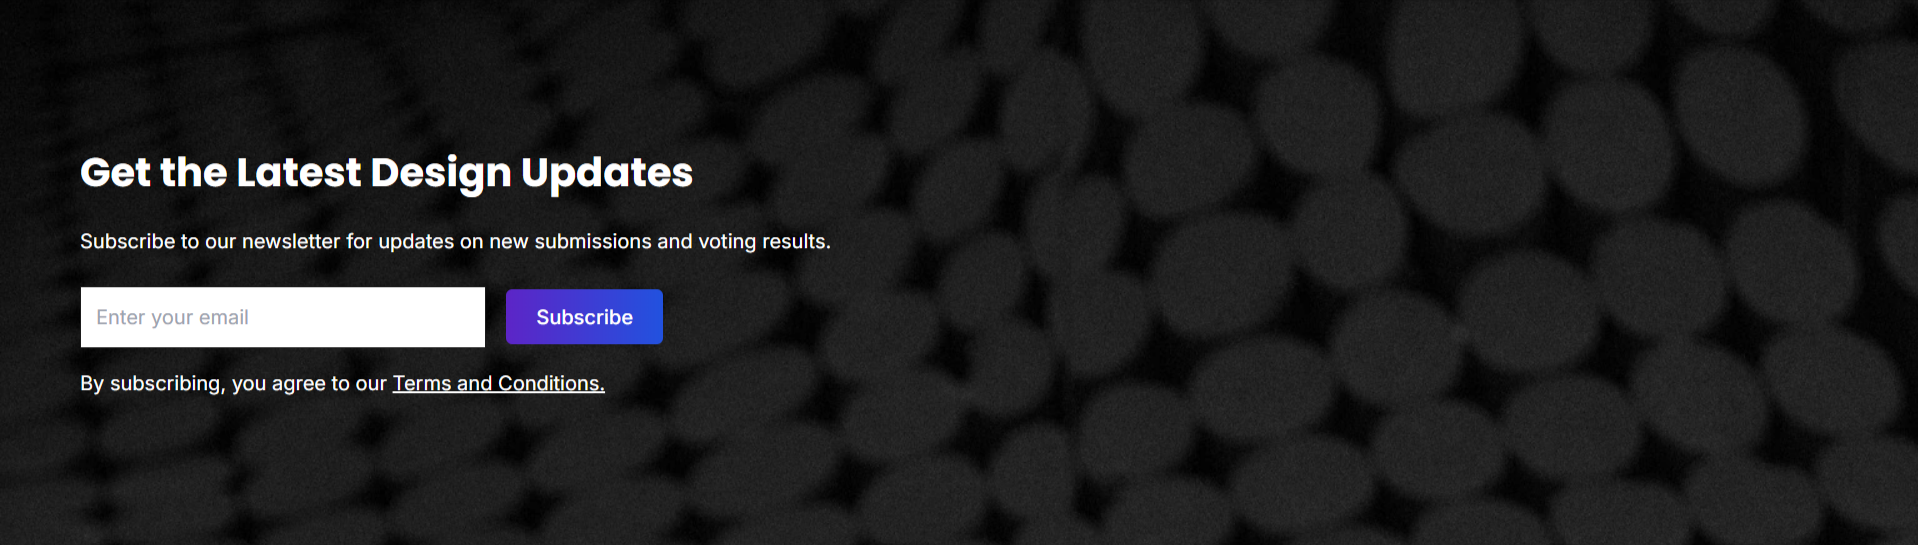 Get the Latest Design Updates
Subscribe to our newsletter for updates on new submissions and voting results.
Enter your email
Subscribe
By subscribing, you agree to our Terms and Conditions.